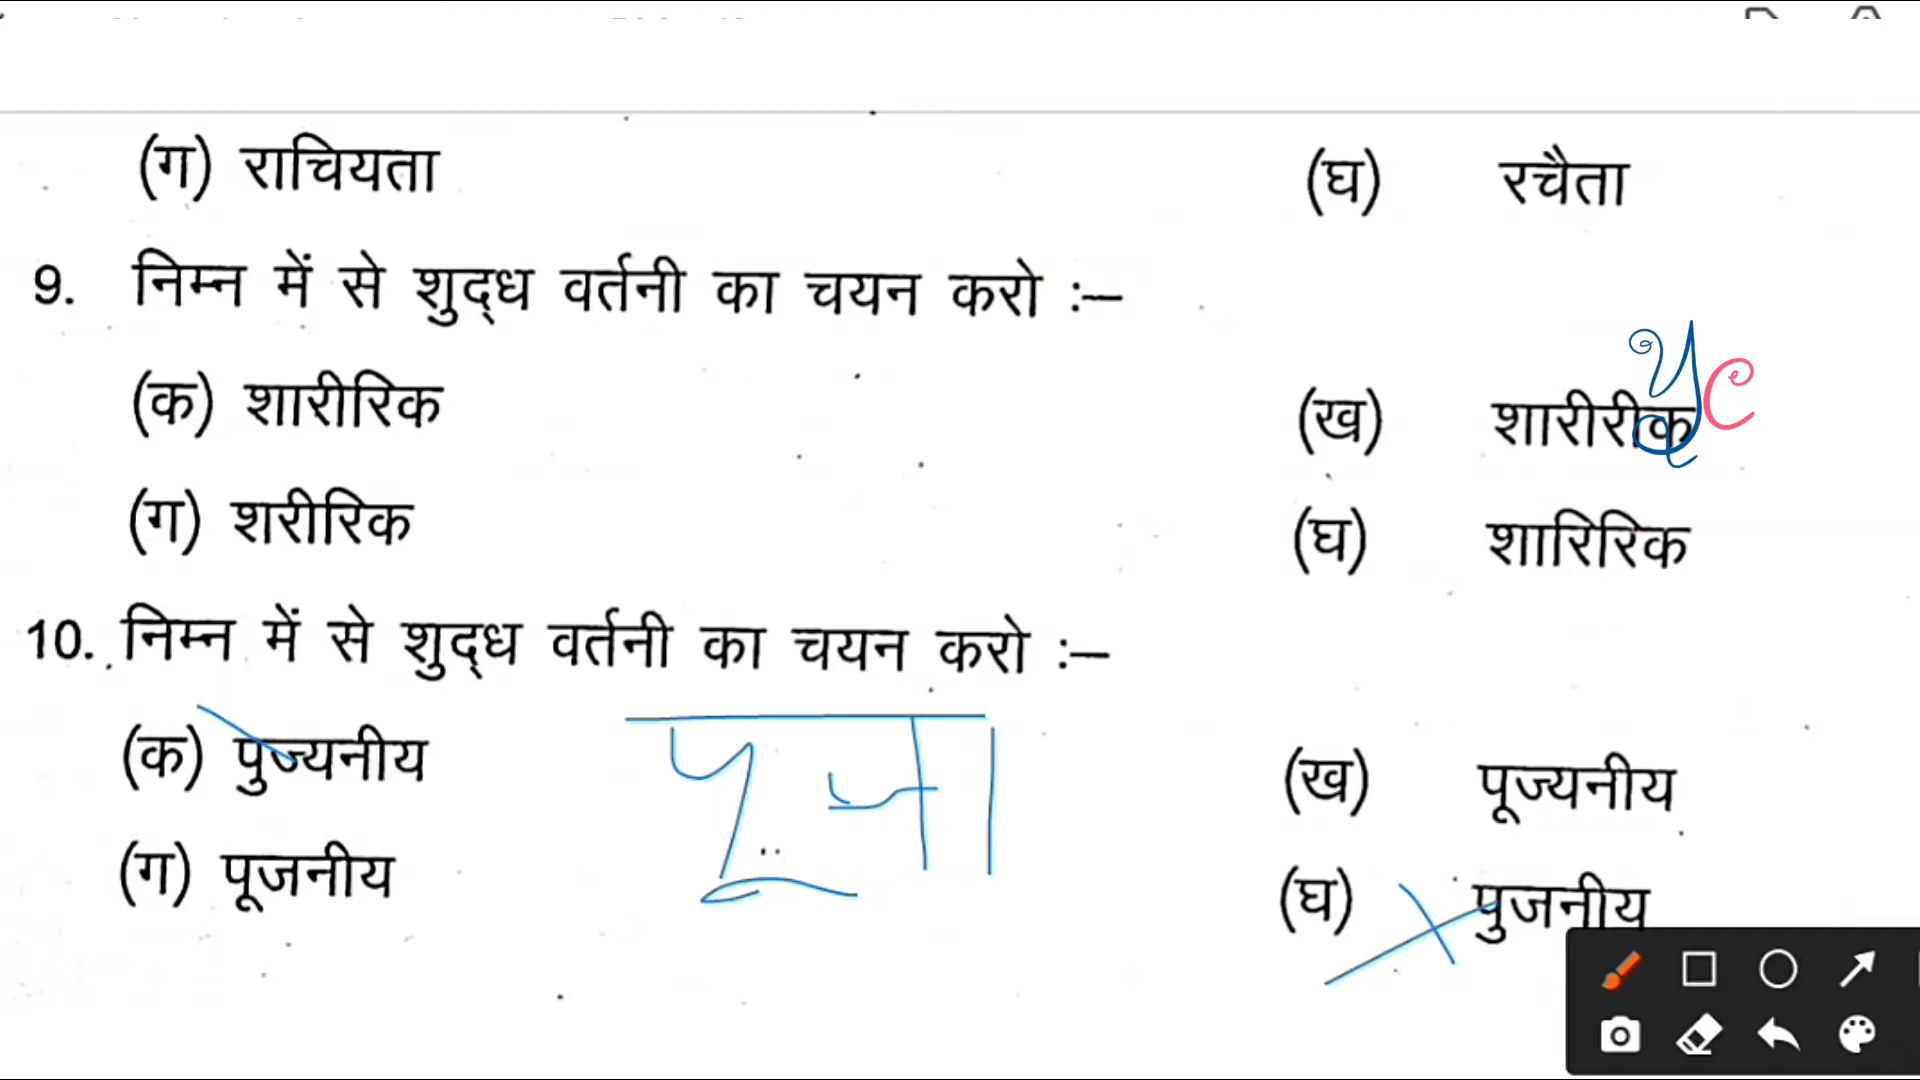 (ग) राचियता (घ) रचैता
9. निम्न में से शुद्ध वर्तनी का चयन करो :–
(क) शारीरिक (ख) शारीरीक
(ग) शरीरिक (घ) शारिरिक
10. निम्न में से शुद्ध वर्तनी का चयन करो :–
(क) पुज्यनीय (ख) पूज्यनीय
पूजा
(ग) पूजनीय (घ) पुजनीय